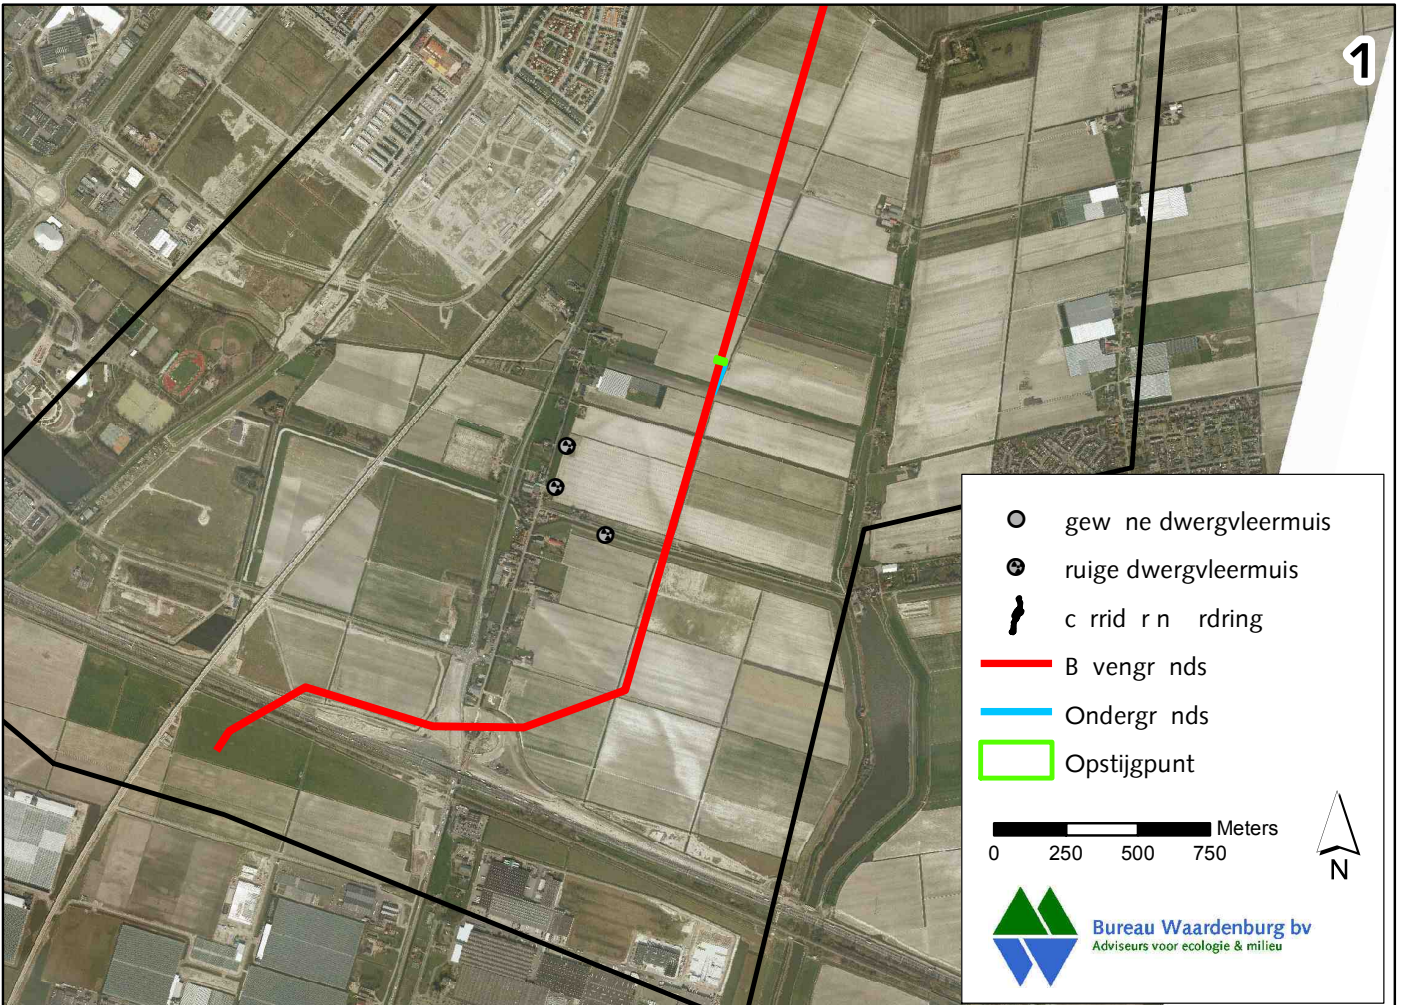 1
gew ne dwergvleermuis
ruige dwergvleermuis
c rrid r n rdring
B vengr nds
Ondergr nds
Opstijgpunt
Meters
0 250 500 750
N
Bureau Waardenburg bv
Adviseurs voor ecologie & milieu